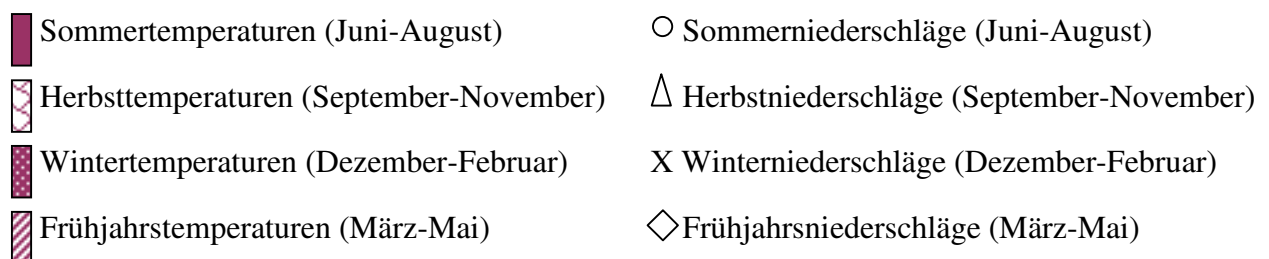 Sommertemperaturen (Juni-August) Sommerniederschläge (Juni-August)
Herbsttemperaturen (September-November) Herbstniederschläge (September-November)
Wintertemperaturen (Dezember-Februar) X Winterniederschläge (Dezember-Februar)
Frühjahrstemperaturen (März-Mai) Frühjahrsniederschläge (März-Mai)